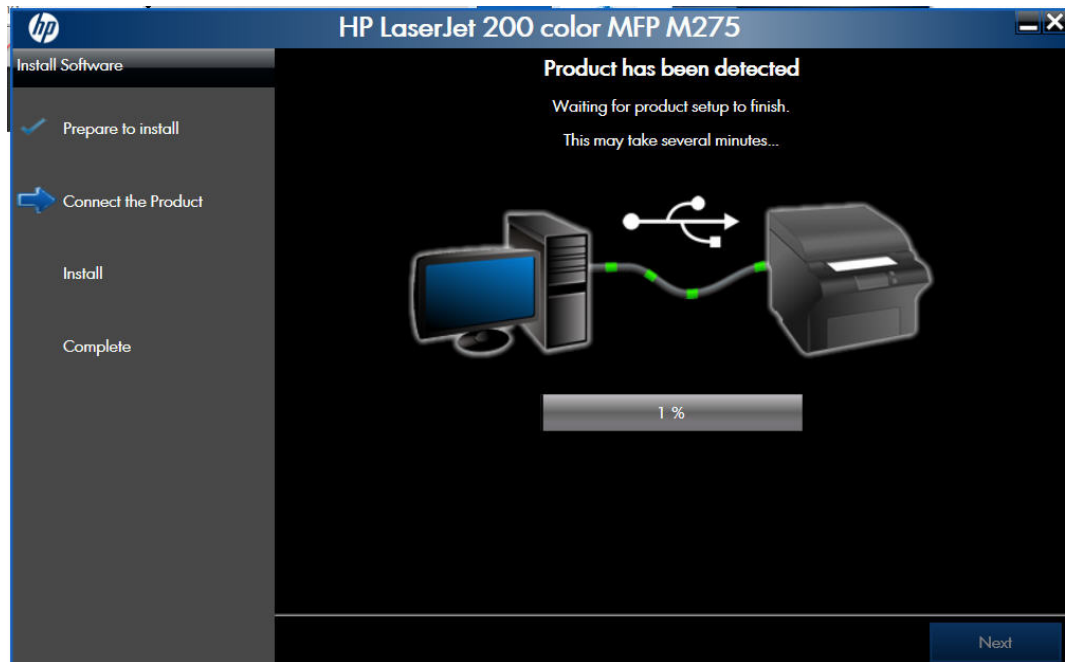 hp
HP LaserJet 200 color MFP M275
Install Software
Prepare to install
Connect the Product
Install
Complete
Product has been detected
Waiting for product setup to finish.
This may take several minutes...
1 %
Next